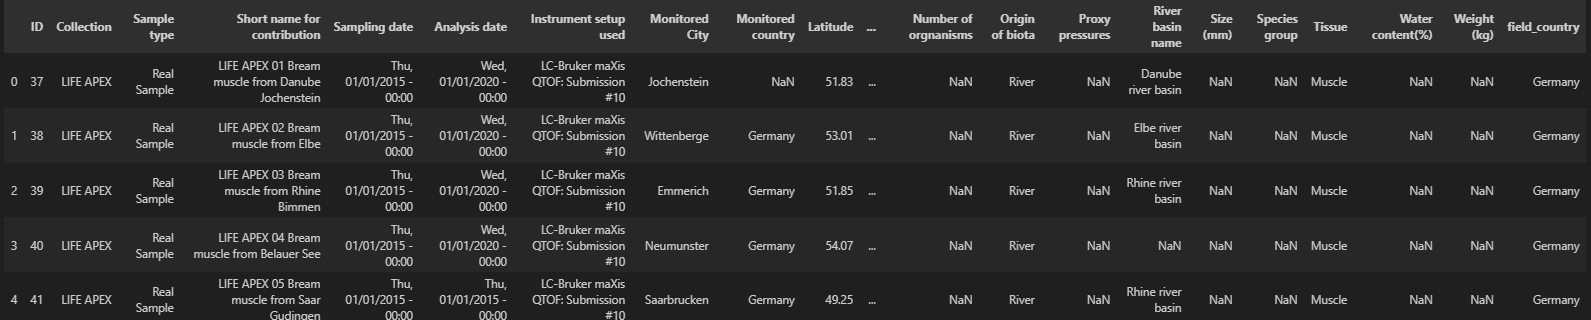 ID Collection Sample type Short name for contribution Sampling date Analysis date Instrument setup used Monitored City Monitored country Latitude ... Number of orgnanisms Origin of biota Proxy pressures River basin name Size (mm) Species group Tissue Water content(%) Weight (kg) field_country
0 37 LIFE APEX Real Sample LIFE APEX 01 Bream muscle from Danube Jochenstein Thu, 01/01/2015 - 00:00 Wed, 01/01/2020 - 00:00 LC-Bruker maXis QTOF: Submission #10 Jochenstein NaN 51.83 ... NaN River NaN Danube river basin NaN NaN Muscle NaN NaN Germany
1 38 LIFE APEX Real Sample LIFE APEX 02 Bream muscle from Elbe Thu, 01/01/2015 - 00:00 Wed, 01/01/2020 - 00:00 LC-Bruker maXis QTOF: Submission #10 Wittenberge Germany 53.01 ... NaN River NaN Elbe river basin NaN NaN Muscle NaN NaN Germany
2 39 LIFE APEX Real Sample LIFE APEX 03 Bream muscle from Rhine Bimmen Thu, 01/01/2015 - 00:00 Wed, 01/01/2020 - 00:00 LC-Bruker maXis QTOF: Submission #10 Emmerich Germany 51.85 ... NaN River NaN Rhine river basin NaN NaN Muscle NaN NaN Germany
3 40 LIFE APEX Real Sample LIFE APEX 04 Bream muscle from Belauer See Thu, 01/01/2015 - 00:00 Wed, 01/01/2020 - 00:00 LC-Bruker maXis QTOF: Submission #10 Neumunster Germany 54.07 ... NaN River NaN NaN NaN NaN Muscle NaN NaN Germany
4 41 LIFE APEX Real Sample LIFE APEX 05 Bream muscle from Saar Gudingen Thu, 01/01/2015 - 00:00 Thu, 01/01/2015 - 00:00 LC-Bruker maXis QTOF: Submission #10 Saarbrucken Germany 49.25 ... NaN River NaN Rhine river basin NaN NaN Muscle NaN NaN Germany